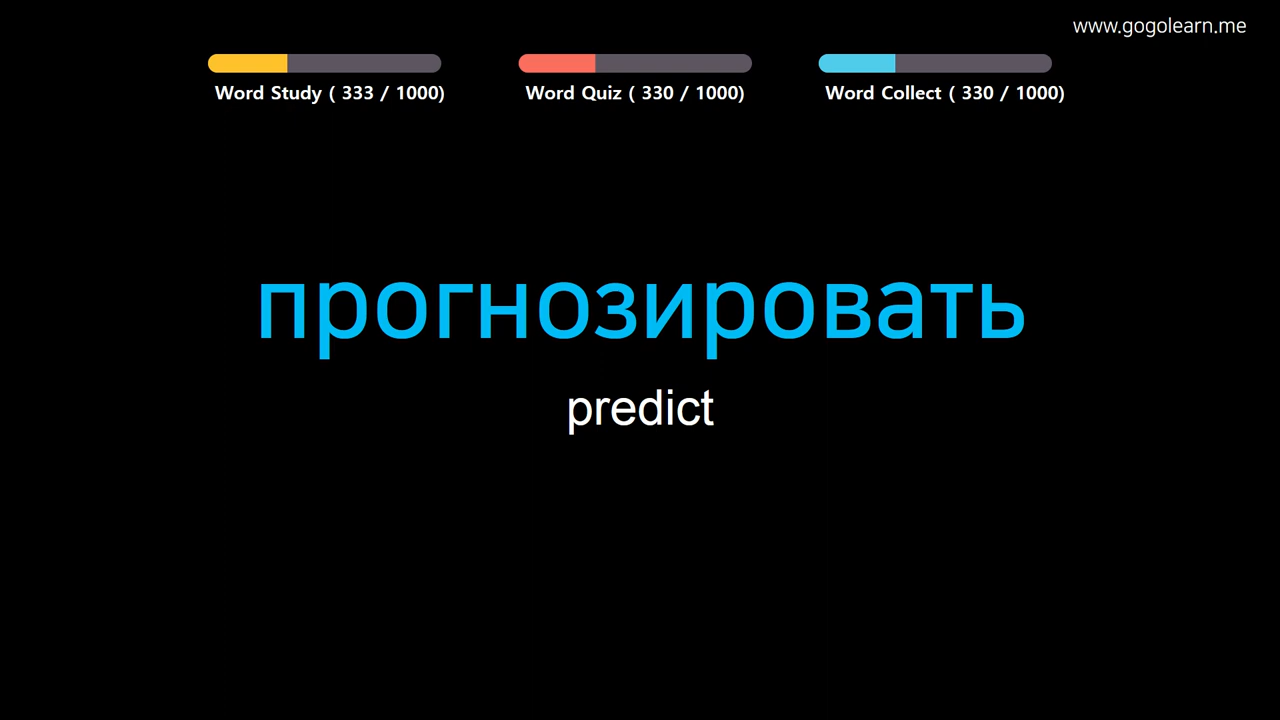 www.gogolearn.me
Word Study ( 333 / 1000)
Word Quiz ( 330 / 1000)
Word Collect ( 330 / 1000)
прогнозировать
predict